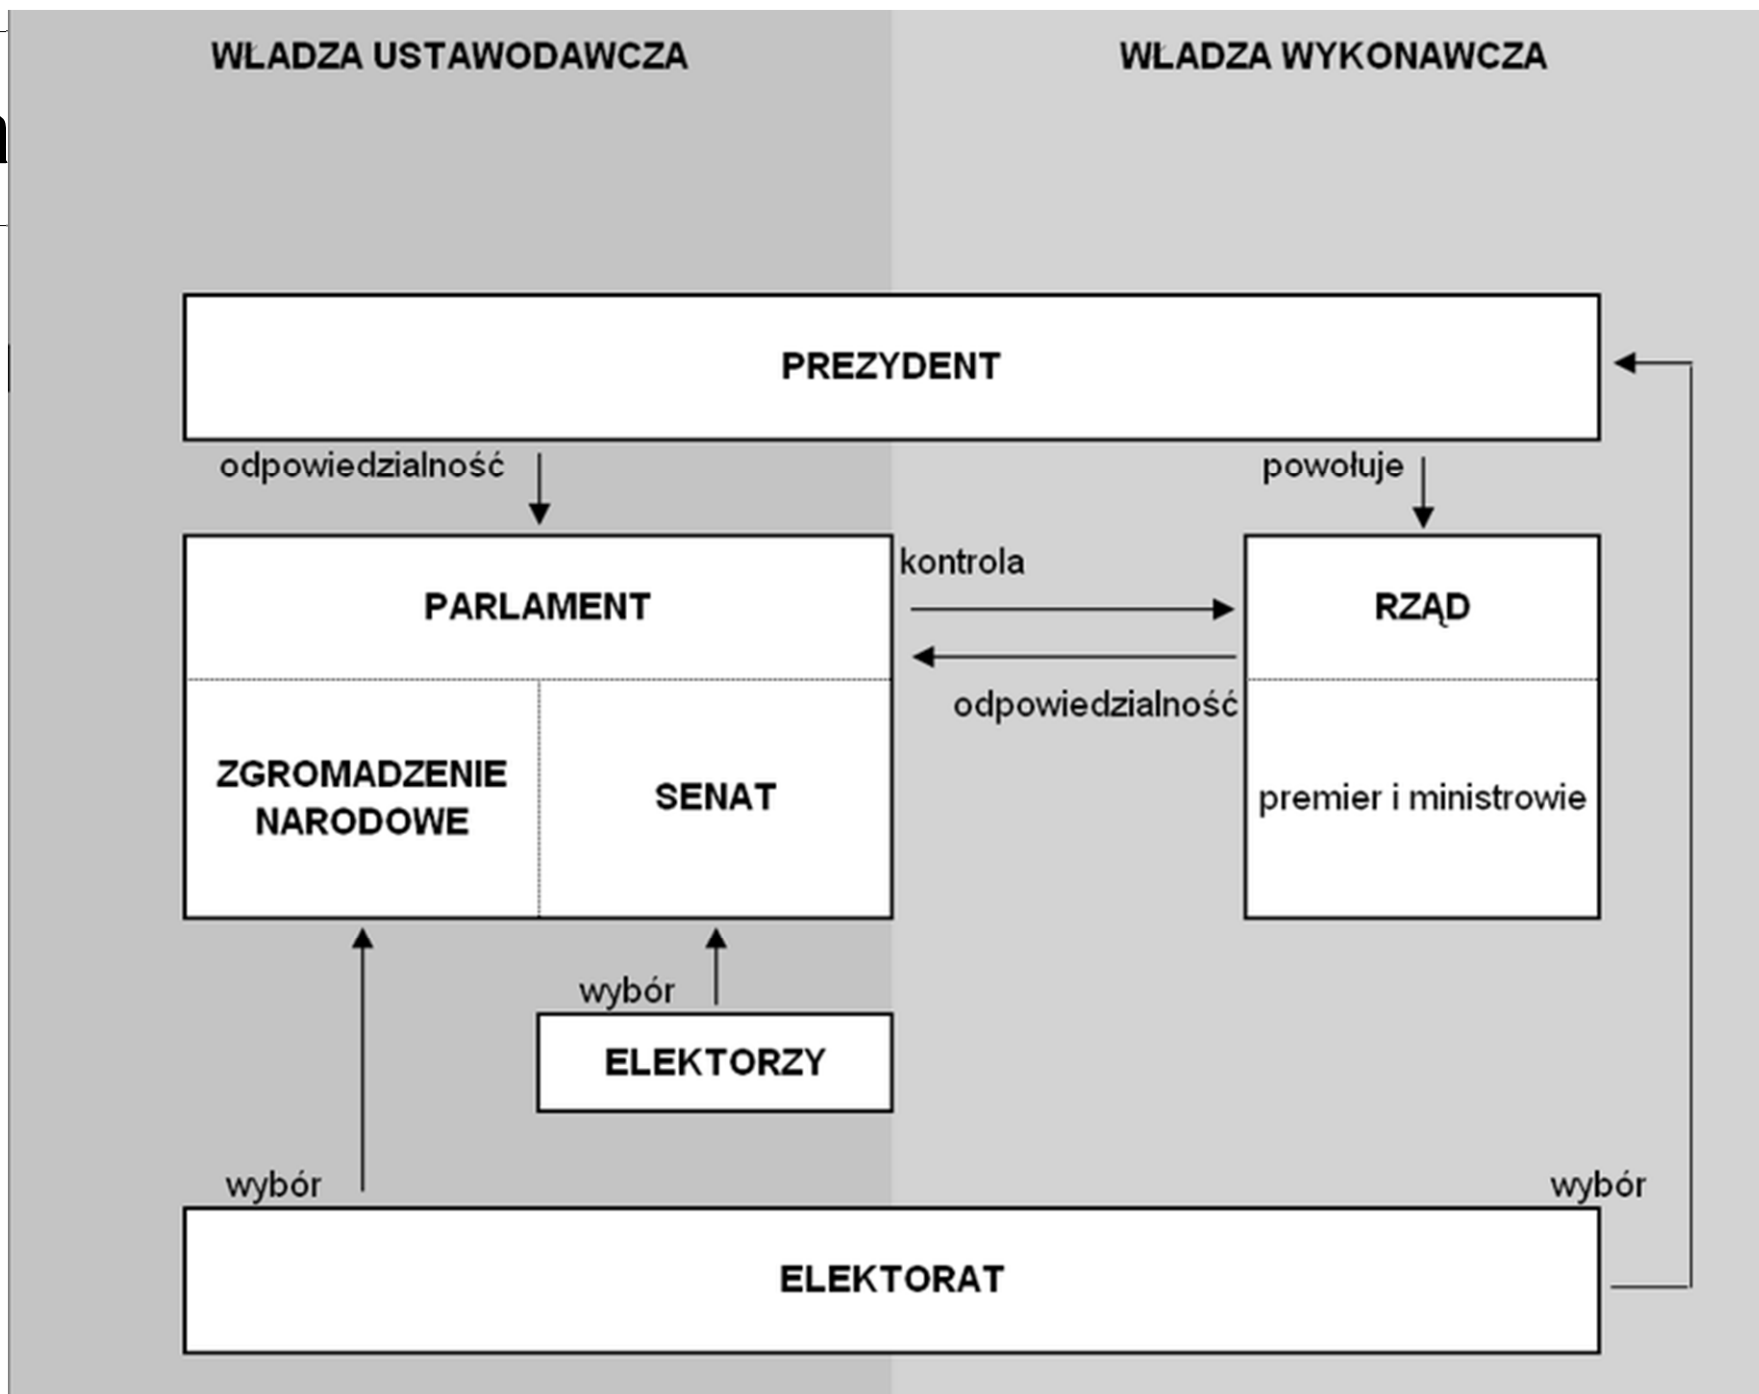 WŁADZA USTAWODAWCZA
WŁADZA WYKONAWCZA
PREZYDENT
odpowiedzialność
powołuje
PARLAMENT
kontrola
RZĄD
odpowiedzialność
ZGROMADZENIE
NARODOWE
SENAT
premier i ministrowie
wybór
ELEKTORZY
wybór
wybór
ELEKTORAT